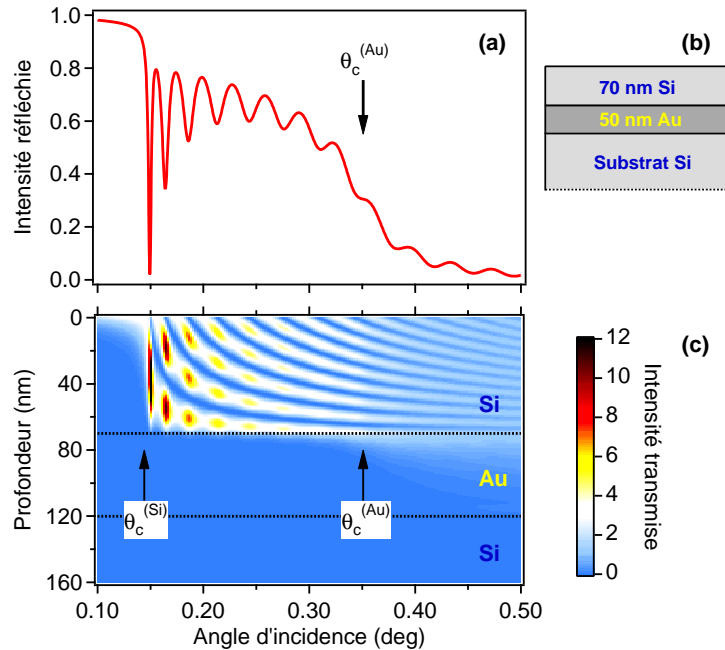 (a)
θc(Au)
1.0
0.8
0.6
0.4
0.2
0.0
Intensité réfléchie
(b)
70 nm Si
50 nm Au
Substrat Si
0
40
80
120
160
Profondeur (nm)
Si
Au
Si
θc(Si)
θc(Au)
0.10
0.20
0.30
0.40
0.50
Angle d'incidence (deg)
(c)
12
10
8
6
4
2
0
Intensité transmise